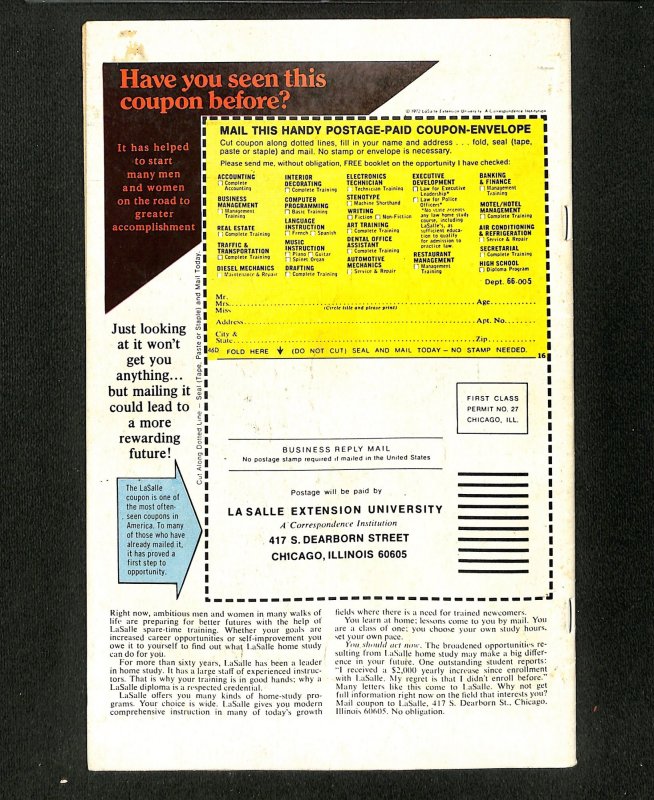 Have you seen this
coupon before?
It has helped
to start
many men
and women
on the road to
greater
accomplishment
Just looking
at it won't
get you
anything...
but mailing it
could lead to
a more
rewarding
future!
The LaSalle
coupon is one of
the most often-
seen coupons in
America. To many
of those who have
already mailed it,
it has proved a
first step to
opportunity.
© 1972 LaSalle Extension University A Correspondence Institution
Cut Along Dotted Line — Seal (Tape, Paste or Staple) and Mail Today
MAIL THIS HANDY POSTAGE-PAID COUPON-ENVELOPE
Cut coupon along dotted lines, fill in your name and address . . . fold, seal (tape,
paste or staple) and mail. No stamp or envelope is necessary.
Please send me, without obligation, FREE booklet on the opportunity I have checked:
ACCOUNTING
Complete
Accounting
BUSINESS
MANAGEMENT
Management
Training
REAL ESTATE
Complete Training
TRAFFIC &
TRANSPORTATION
Complete Training
DIESEL MECHANICS
Maintenance & Repair
INTERIOR
DECORATING
Complete Training
COMPUTER
PROGRAMMING
Basic Training
LANGUAGE
INSTRUCTION
French Spanish
MUSIC
INSTRUCTION
Piano Guitar
Spinet Organ
DRAFTING
Complete Training
ELECTRONICS
TECHNICIAN
Technician Training
STENOTYPE
Machine Shorthand
WRITING
Fiction Non-Fiction
ART TRAINING
Complete Training
DENTAL OFFICE
ASSISTANT
Complete Training
AUTOMOTIVE
MECHANICS
Service & Repair
EXECUTIVE
DEVELOPMENT
Law for Executive
Leadership*
Law for Police
Officers*
*No state accepts
any law home study
course, including
LaSalle's, as
sufficient educa-
tion to qualify
for admission to
practice law.
RESTAURANT
MANAGEMENT
Management
Training
BANKING
& FINANCE
Management
Training
MOTEL/HOTEL
MANAGEMENT
Complete Training
AIR CONDITIONING
& REFRIGERATION
Service & Repair
SECRETARIAL
Complete Training
HIGH SCHOOL
Diploma Program
Dept. 66-005
Mr.
Mrs.
Miss
Age
(Circle title and please print)
Address
Apt. No.
City &
State
Zip
46D FOLD HERE (DO NOT CUT) SEAL AND MAIL TODAY – NO STAMP NEEDED. 16
FIRST CLASS
PERMIT NO. 27
CHICAGO, ILL.
BUSINESS REPLY MAIL
No postage stamp required if mailed in the United States
Postage will be paid by
LA SALLE EXTENSION UNIVERSITY
A Correspondence Institution
417 S. DEARBORN STREET
CHICAGO, ILLINOIS 60605
Right now, ambitious men and women in many walks of
life are preparing for better futures with the help of
LaSalle spare-time training. Whether your goals are
increased career opportunities or self-improvement you
owe it to yourself to find out what LaSalle home study
can do for you.
For more than sixty years, LaSalle has been a leader
in home study. It has a large staff of experienced instruc-
tors. That is why your training is in good hands; why a
LaSalle diploma is a respected credential.
LaSalle offers you many kinds of home-study pro-
grams. Your choice is wide. LaSalle gives you modern
comprehensive instruction in many of today's growth
fields where there is a need for trained newcomers.
You learn at home; lessons come to you by mail. You
are a class of one; you choose your own study hours,
set your own pace.
You should act now. The broadened opportunities re-
sulting from LaSalle home study may make a big differ-
ence in your future. One outstanding student reports:
"I received a $2,000 yearly increase since enrollment
with LaSalle. My regret is that I didn't enroll before."
Many letters like this come to LaSalle. Why not get
full information right now on the field that interests you?
Mail coupon to LaSalle, 417 S. Dearborn St., Chicago,
Illinois 60605. No obligation.